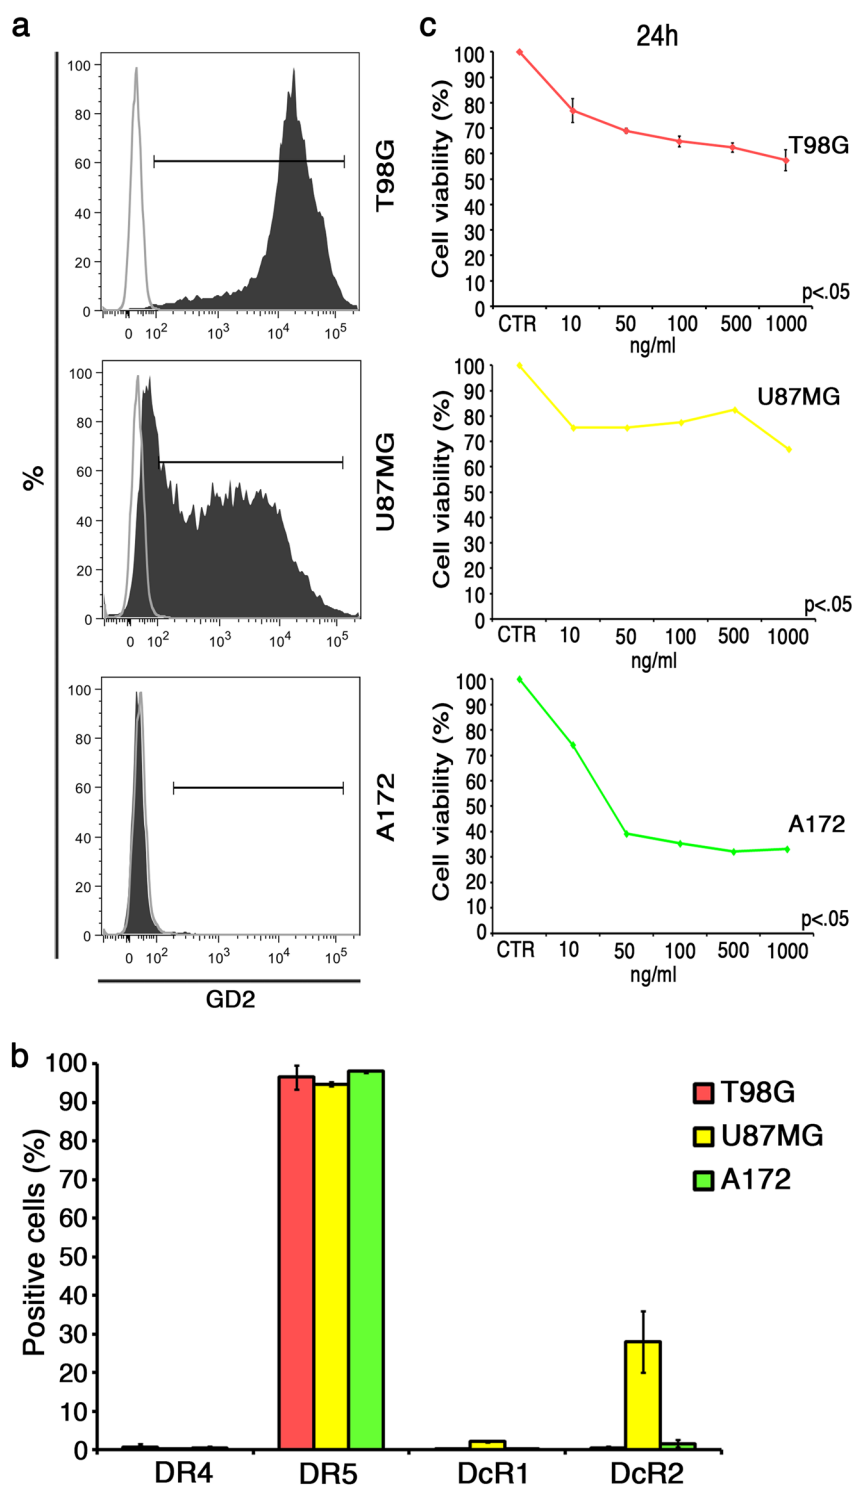 a
%
100
80
60
40
20
0
0 10² 10³ 10⁴ 10⁵
T98G
100
80
60
40
20
0
0 10² 10³ 10⁴ 10⁵
U87MG
100
80
60
40
20
0
0 10² 10³ 10⁴ 10⁵
A172
GD2
c
24h
Cell viability (%)
100
90
80
70
60
50
40
30
20
10
0
T98G
p<.05
CTR 10 50 100 500 1000
ng/ml
Cell viability (%)
100
90
80
70
60
50
40
30
20
10
0
U87MG
p<.05
CTR 10 50 100 500 1000
ng/ml
Cell viability (%)
100
90
80
70
60
50
40
30
20
10
0
A172
p<.05
CTR 10 50 100 500 1000
ng/ml
b
Positive cells (%)
100
90
80
70
60
50
40
30
20
10
0
DR4 DR5 DcR1 DcR2
T98G
U87MG
A172